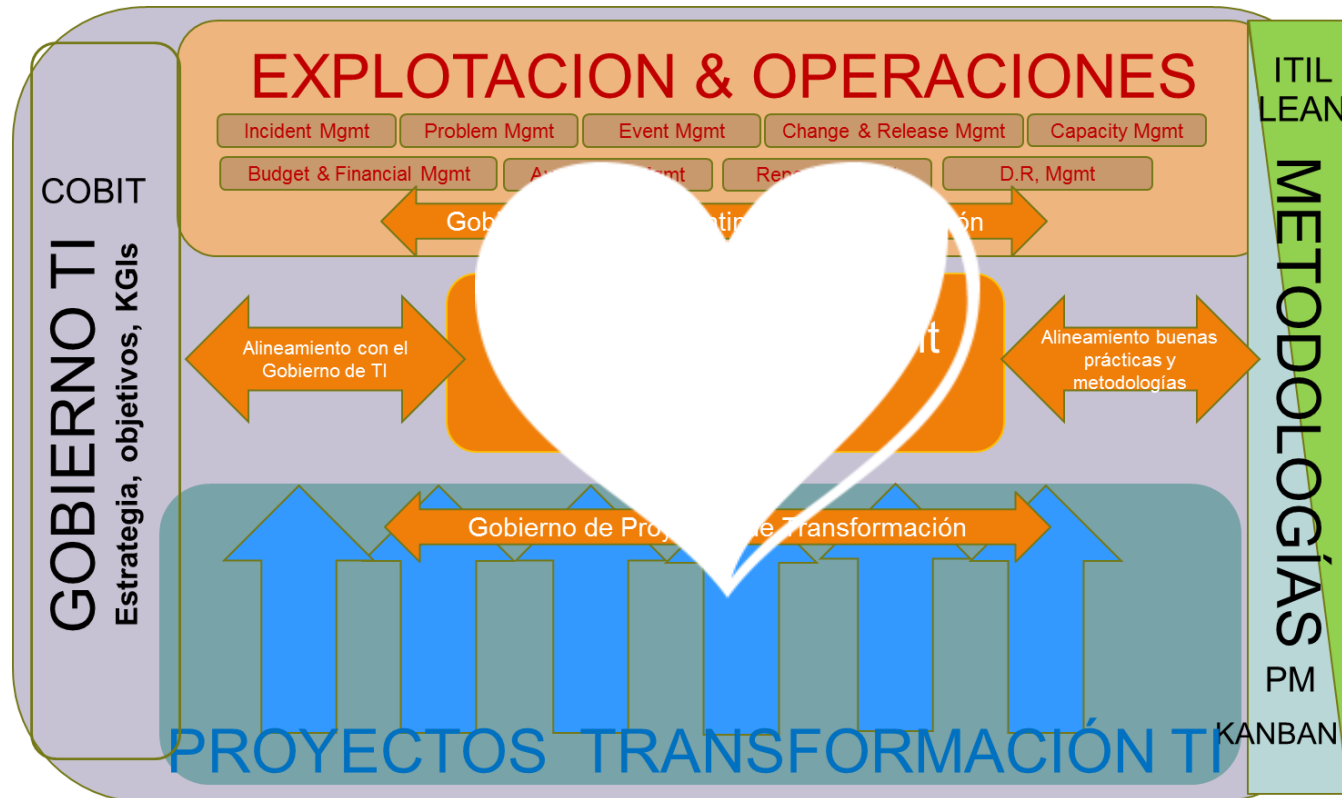 EXPLOTACION & OPERACIONES
Incident Mgmt
Problem Mgmt
Event Mgmt
Change & Release Mgmt
Capacity Mgmt
Budget & Financial Mgmt
D.R, Mgmt
COBIT
GOBIERNO TI
Estrategia, objetivos, KGIs
Alineamiento con el
Gobierno de TI
Alineamiento buenas
prácticas y
metodologías
Gobierno de
Transformación
PROYECTOS TRANSFORMACIÓN TI
ITIL
LEAN
METODOLOGÍAS
PM
KANBAN